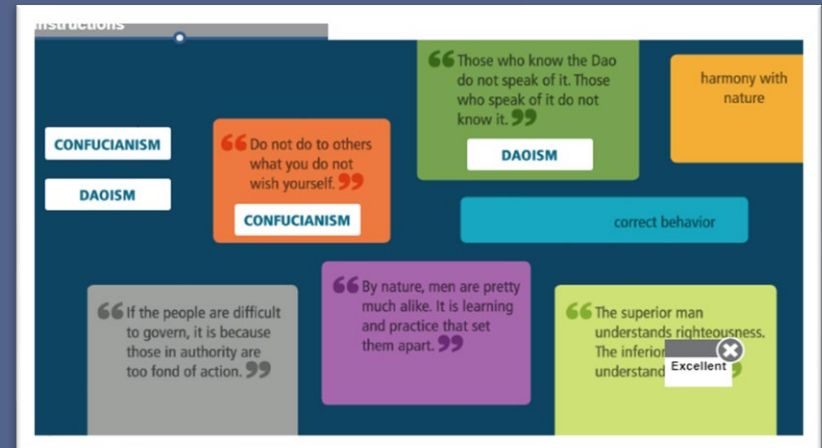 Instructions
CONFUCIANISM
DAOISM
“Do not do to others
what you do not
wish yourself.”
CONFUCIANISM
“Those who know the Dao
do not speak of it. Those
who speak of it do not
know it.”
DAOISM
harmony with
nature
correct behavior
“If the people are difficult
to govern, it is because
those in authority are
too fond of action.”
“By nature, men are pretty
much alike. It is learning
and practice that set
them apart.”
“The superior man
understands righteousness.
The inferior
understand
Excellent